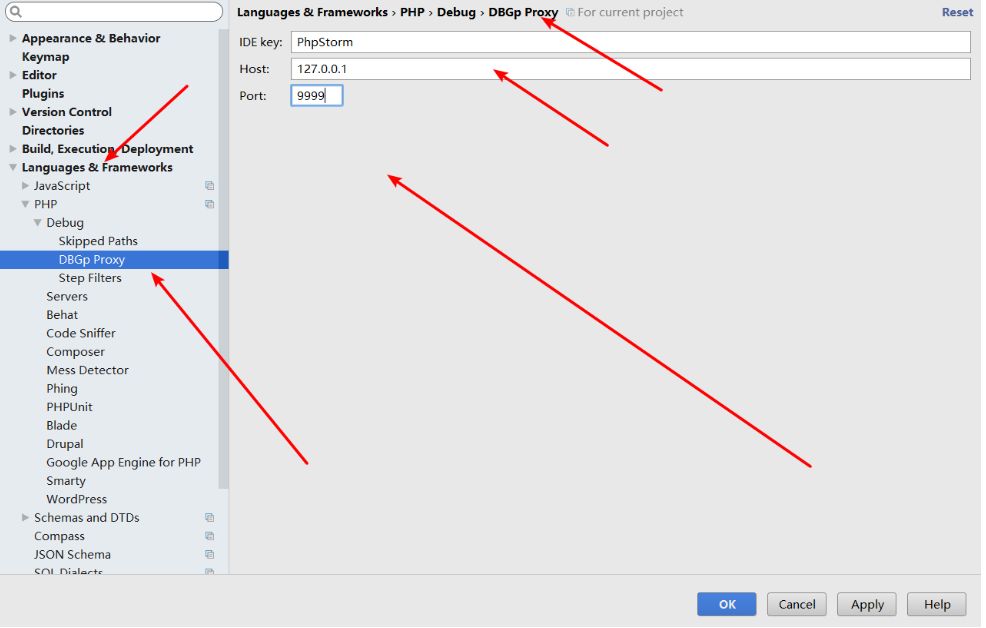 Languages & Frameworks › PHP › Debug › DBGp Proxy For current project Reset
Appearance & Behavior
Keymap
Editor
Plugins
Version Control
Directories
Build, Execution, Deployment
Languages & Frameworks
JavaScript
PHP
Debug
Skipped Paths
DBGp Proxy
Step Filters
Servers
Behat
Code Sniffer
Composer
Mess Detector
Phing
PHPUnit
Blade
Drupal
Google App Engine for PHP
Smarty
WordPress
Schemas and DTDs
Compass
JSON Schema
SQL Dialects
IDE key: PhpStorm
Host: 127.0.0.1
Port: 9999
OK Cancel Apply Help